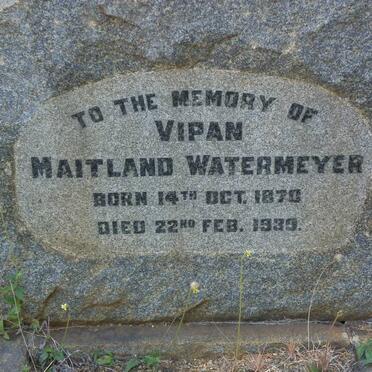 TO THE MEMORY OF
VIPAN
MAITLAND WATERMEYER
BORN 14TH OCT. 1870
DIED 22ND FEB. 1939.